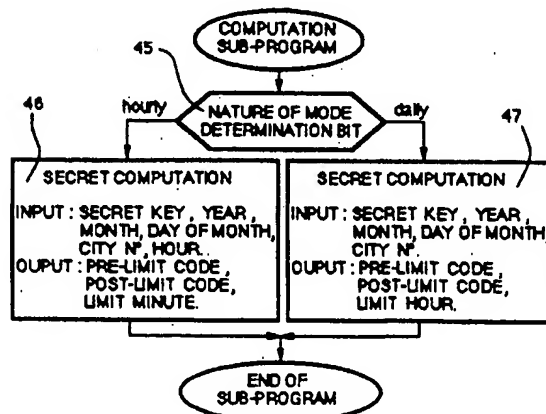 COMPUTATION
SUB-PROGRAM
45
hourly
NATURE OF MODE
DETERMINATION BIT
daily
46
SECRET COMPUTATION
INPUT : SECRET KEY , YEAR ,
MONTH, DAY OF MONTH,
CITY N°, HOUR.
OUPUT : PRE-LIMIT CODE ,
POST-LIMIT CODE,
LIMIT MINUTE.
47
SECRET COMPUTATION
INPUT : SECRET KEY , YEAR,
MONTH, DAY OF MONTH
CITY N°.
OUPUT : PRE-LIMIT CODE ,
POST-LIMIT CODE,
LIMIT HOUR.
END OF
SUB-PROGRAM